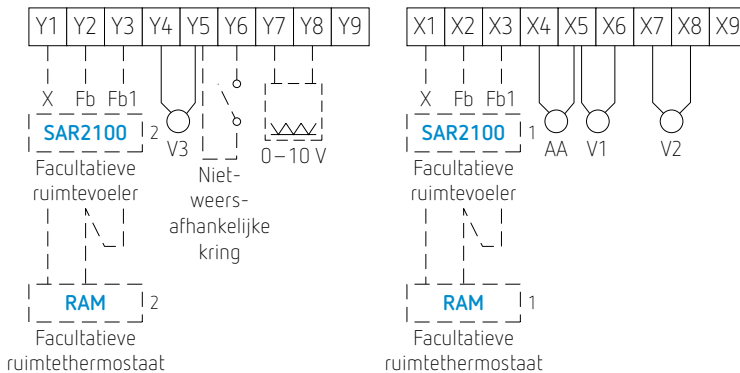 Y1 Y2 Y3 Y4 Y5 Y6 Y7 Y8 Y9
X Fb Fb1
SAR2100 2
V3
0–10 V
Facultatieve
ruimtevoeler
Niet-
weers-
afhankelijke
kring
RAM 2
Facultatieve
ruimtethermostaat
X1 X2 X3 X4 X5 X6 X7 X8 X9
X Fb Fb1
SAR2100 1
AA V1 V2
Facultatieve
ruimtevoeler
RAM 1
Facultatieve
ruimtethermostaat